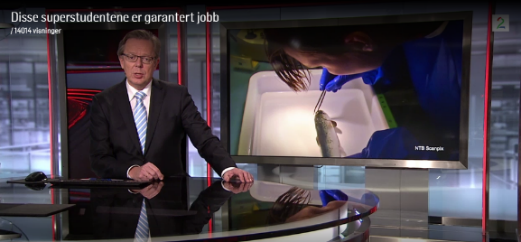 Disse superstudentene er garantert jobb
/ 14014 visninger
2
NTB Scanpix